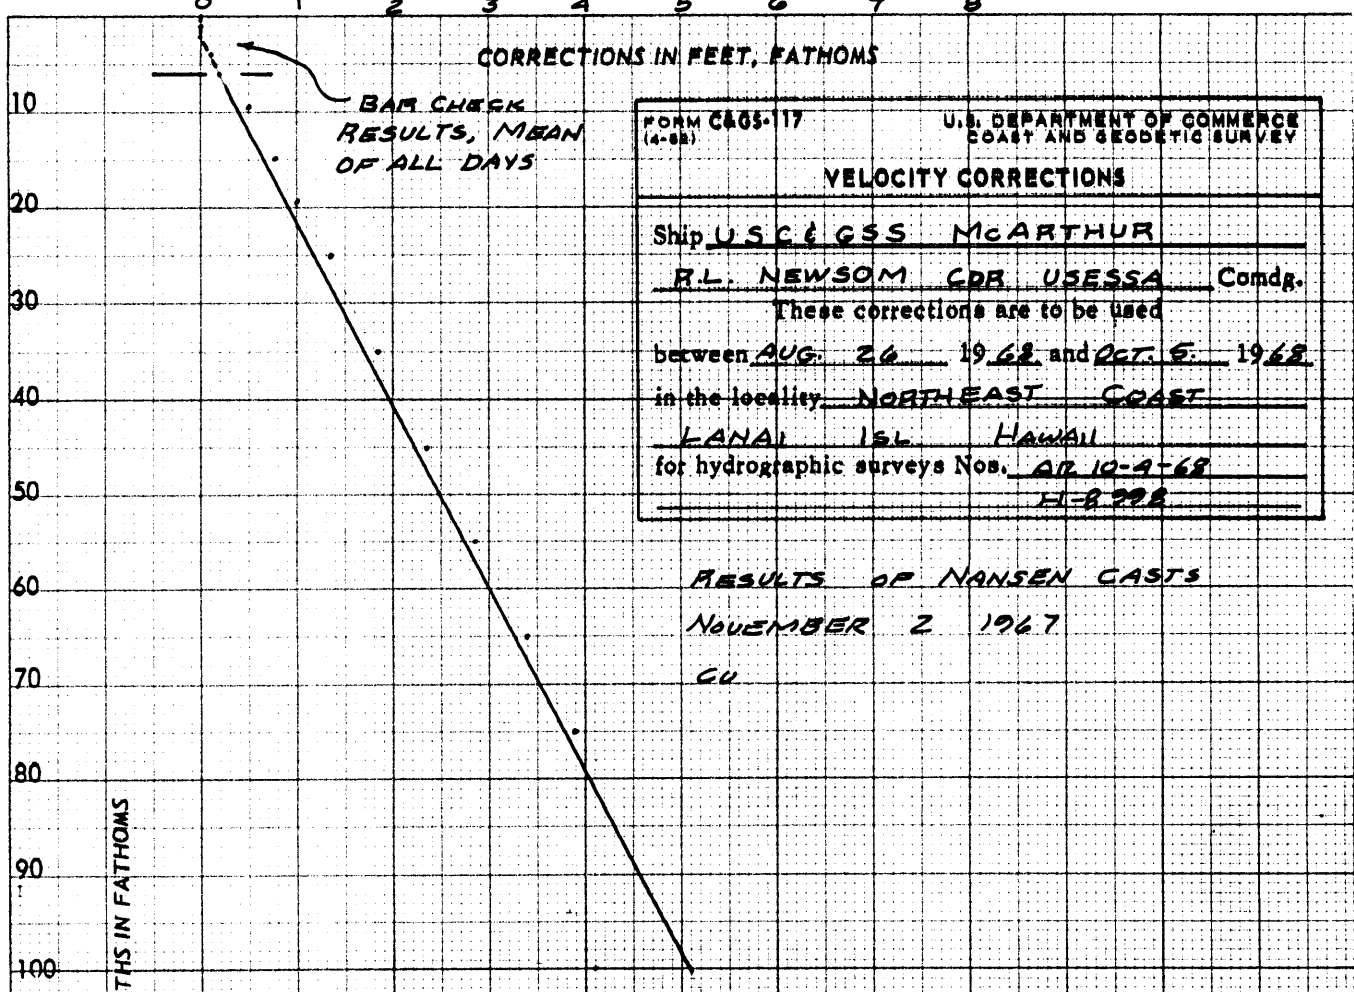 0 1 2 3 4 5 6 7 8
CORRECTIONS IN FEET, FATHOMS
BAR CHECK
RESULTS, MEAN
OF ALL DAYS
FORM C&GS-117
(4-62)
U.S. DEPARTMENT OF COMMERCE
COAST AND GEODETIC SURVEY
VELOCITY CORRECTIONS
Ship USC & GSS McARTHUR
R.L. NEWSOM CDR USESSA Comdg.
These corrections are to be used
between AUG. 26 1968 and OCT. 5. 1968
in the locality NORTHEAST COAST
LANAI ISL HAWAII
for hydrographic surveys Nos. AR 10-4-68
H-8998
RESULTS OF NANSEN CASTS
NOVEMBER 2 1967
10
20
30
40
50
60
70
80
90
100
THS IN FATHOMS